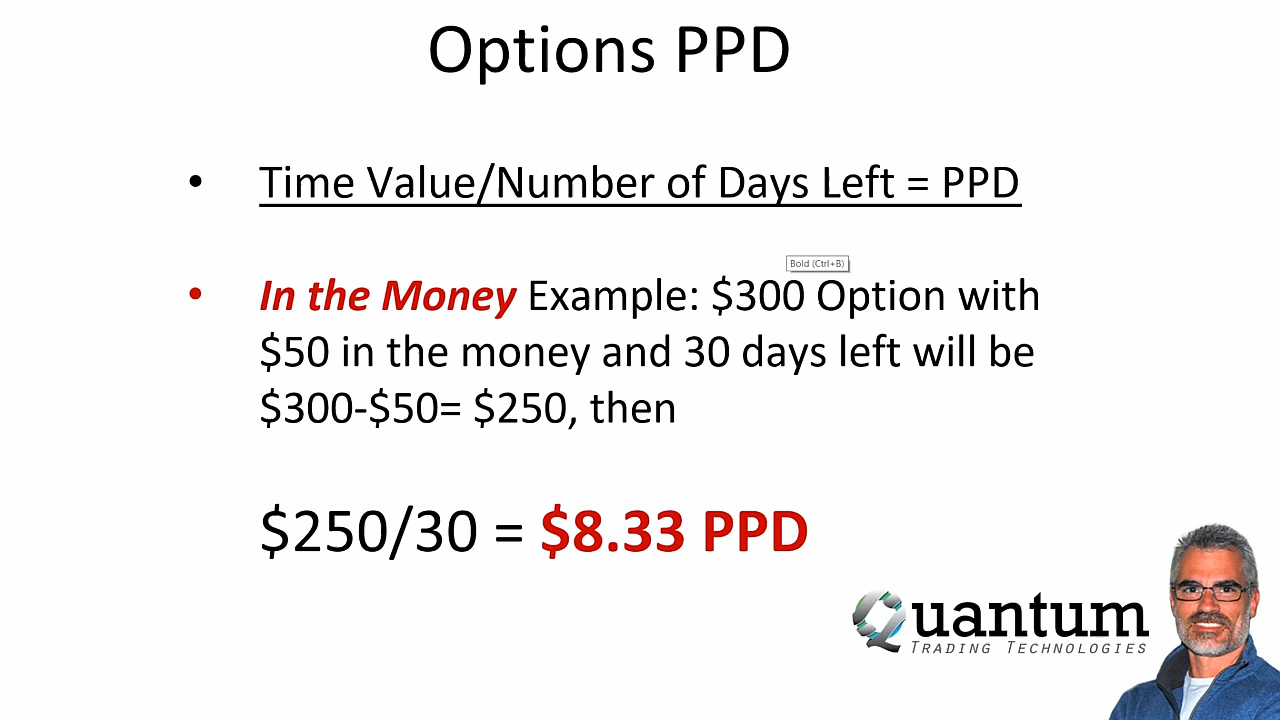 Options PPD
• Time Value/Number of Days Left = PPD
Bold (Ctrl+B)
• In the Money Example: $300 Option with
$50 in the money and 30 days left will be
$300-$50= $250, then
$250/30 = $8.33 PPD
Quantum
TRADING TECHNOLOGIES